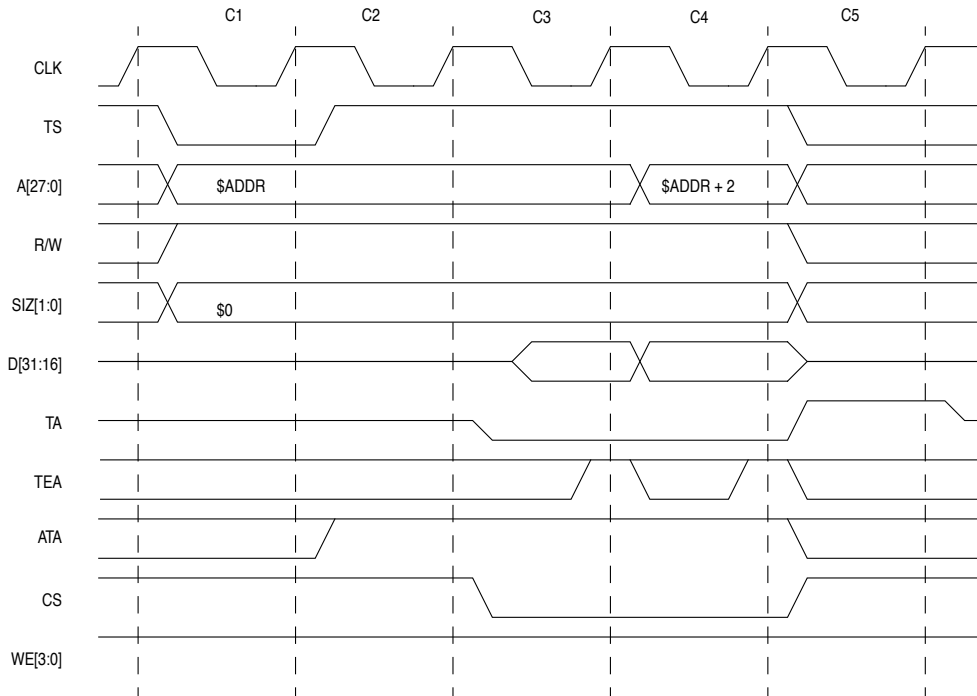 C1 C2 C3 C4 C5
CLK
TS
A[27:0] $ADDR $ADDR + 2
R/W
SIZ[1:0] $0
D[31:16]
TA
TEA
ATA
CS
WE[3:0]